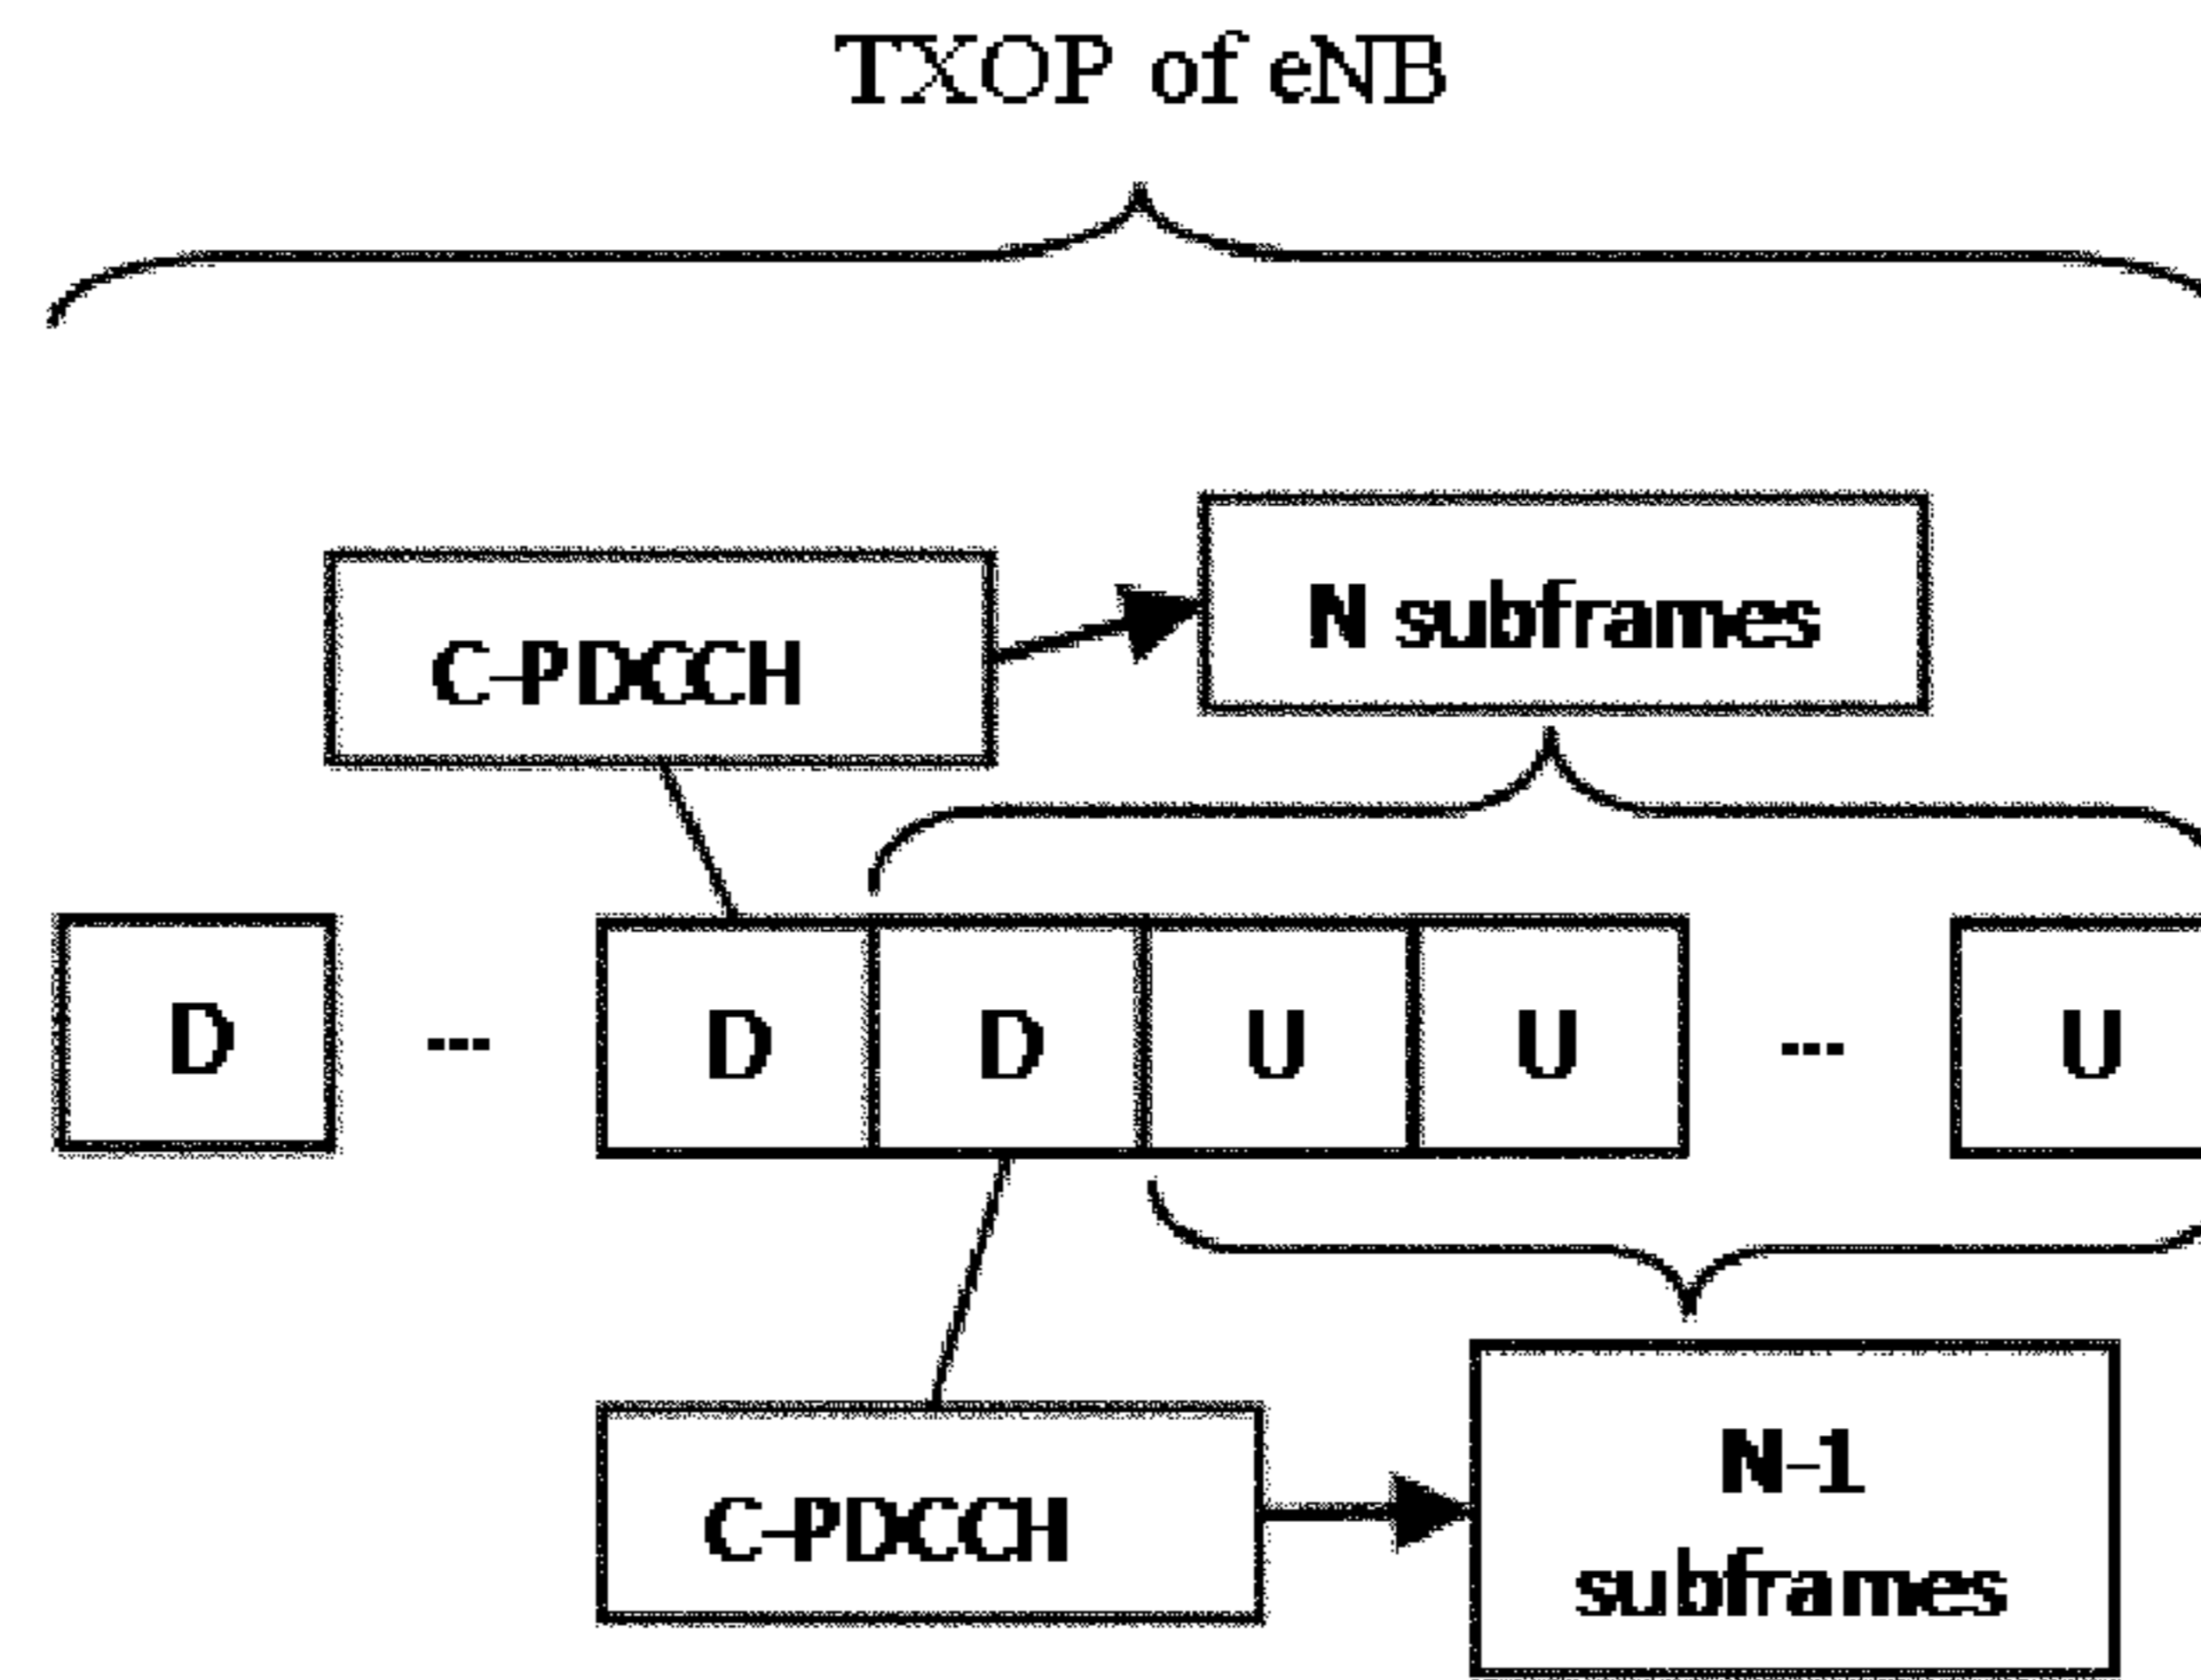 TXOP of eNB
N subframes
C-PDCCH
D --- D D U U --- U
C-PDCCH
N-1
subframes